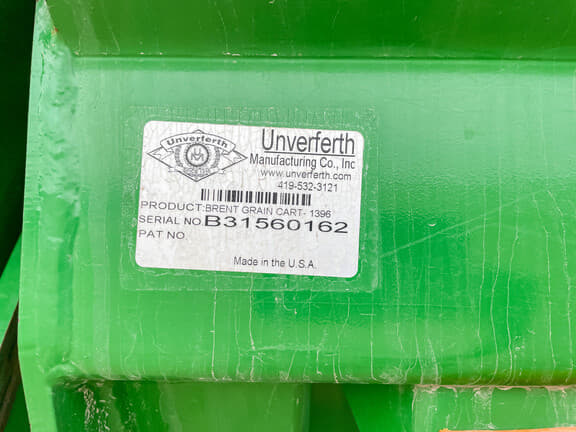 Unverferth
Unverferth
Manufacturing Co., Inc
www.unverferth.com
419-532-3121
PRODUCT:BRENT GRAIN CART- 1396
SERIAL NO B31560162
PAT NO.
Made in the U.S.A.